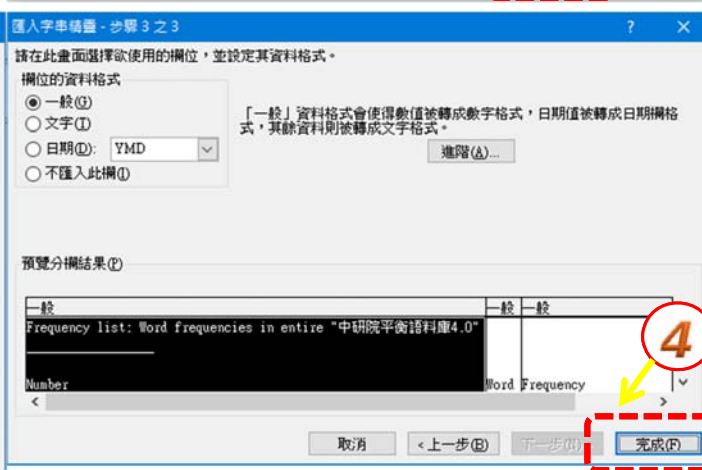 匯入字串精靈 - 步驟 3 之 3 ? ×
請在此畫面選擇欲使用的欄位，並設定其資料格式。
欄位的資料格式
一般(G)
文字(T)
日期(D): YMD
不匯入此欄(I)
「一般」資料格式會使得數值被轉成數字格式，日期值被轉成日期欄格
式，其餘資料則被轉成文字格式。
進階(A)...
預覽分欄結果(P)
一般 一般 一般
Frequency list: Word frequencies in entire "中研院平衡語料庫4.0"
Number Word Frequency
4
取消 <上一步(B) 下一步(N) 完成(F)